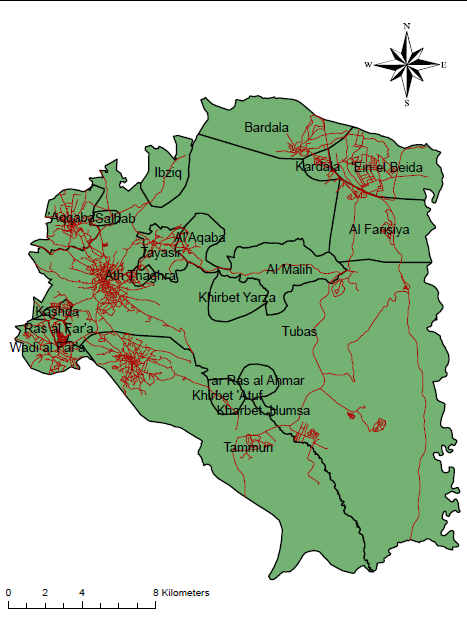 N
W E
S
Bardala
Kardala 'Ein el Beida
Ibziq
'Aqqaba Salhab
Al Farisiya
Al'Aqaba
Tayasir
Al Malih
Ath Thaghra
Khirbet Yarza
Kashda
Ras al Far'a
Tubas
Wadi al Far'a
ar Ras al Ahmar
Khirbet 'Atuf
Kharbet Humsa
Tammun
0 2 4 8 Kilometers